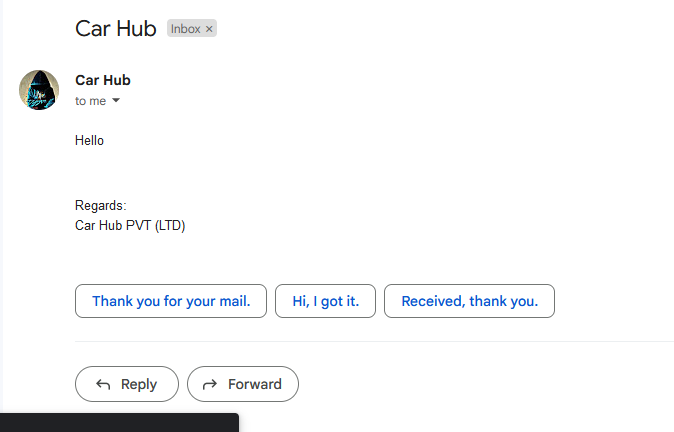 Car Hub Inbox ×
Car Hub
to me
Hello
Regards:
Car Hub PVT (LTD)
Thank you for your mail. Hi, I got it. Received, thank you.
Reply Forward